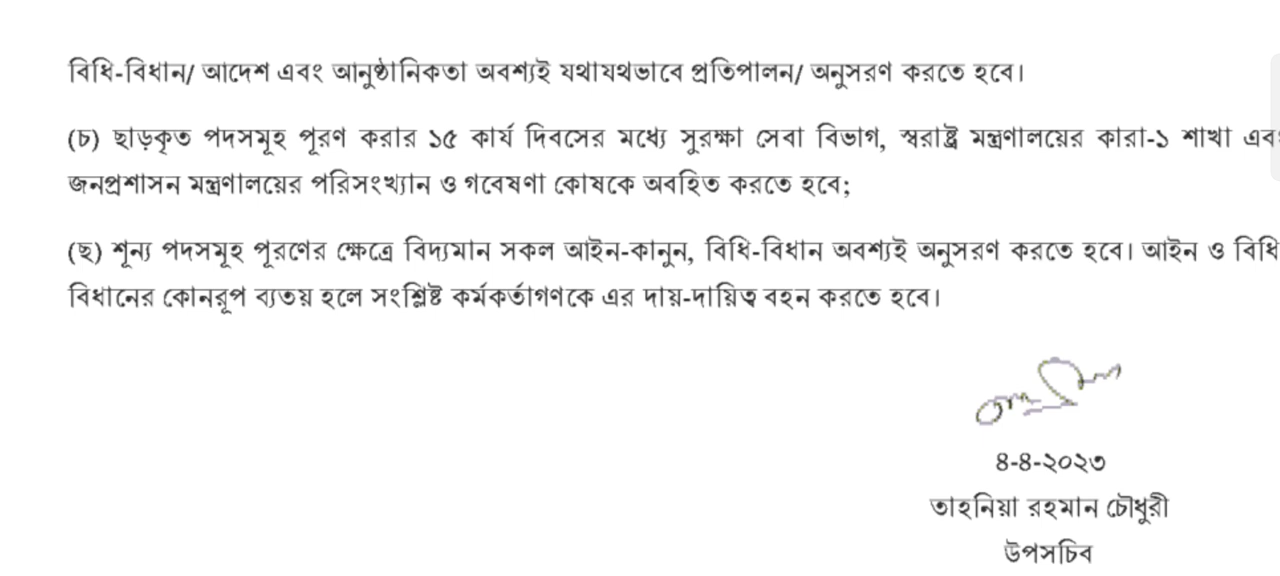 বিধি-বিধান/ আদেশ এবং আনুষ্ঠানিকতা অবশ্যই যথাযথভাবে প্রতিপালন/ অনুসরণ করতে হবে।
(চ) ছাড়কৃত পদসমূহ পূরণ করার ১৫ কার্য দিবসের মধ্যে সুরক্ষা সেবা বিভাগ, স্বরাষ্ট্র মন্ত্রণালয়ের কারা-১ শাখা এবং
জনপ্রশাসন মন্ত্রণালয়ের পরিসংখ্যান ও গবেষণা কোষকে অবহিত করতে হবে;
(ছ) শূন্য পদসমূহ পূরণের ক্ষেত্রে বিদ্যমান সকল আইন-কানুন, বিধি-বিধান অবশ্যই অনুসরণ করতে হবে। আইন ও বিধি
বিধানের কোনরূপ ব্যতয় হলে সংশ্লিষ্ট কর্মকর্তাগণকে এর দায়-দায়িত্ব বহন করতে হবে।
৪-৪-২০২৩
তাহনিয়া রহমান চৌধুরী
উপসচিব